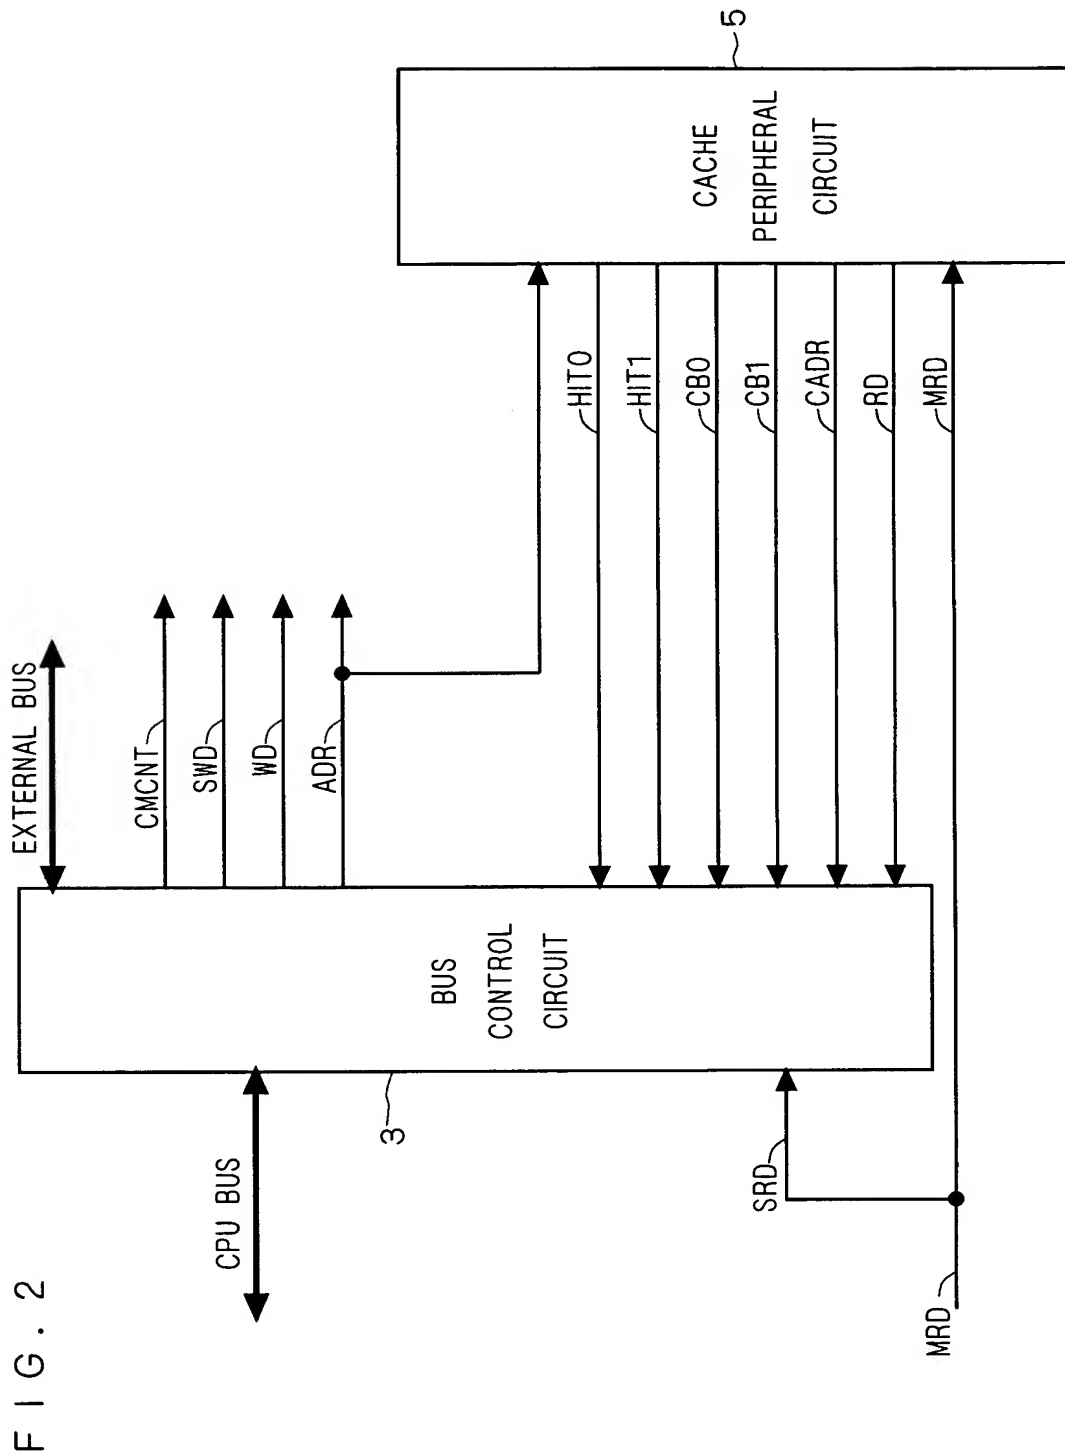 FIG. 2
EXTERNAL BUS
CPU BUS
3
BUS
CONTROL
CIRCUIT
CMCNT
SWD
WD
ADR
5
CACHE
PERIPHERAL
CIRCUIT
HIT0
HIT1
CB0
CB1
CADR
RD
MRD
SRD
MRD